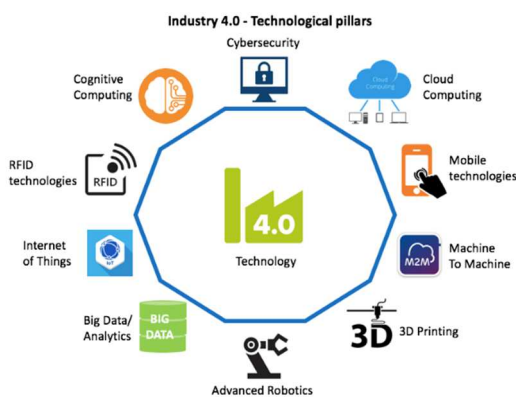 Industry 4.0 - Technological pillars
Cybersecurity
Cognitive
Computing
Cloud
Computing
Cloud
Computing
RFID
technologies
RFID
Mobile
technologies
4.0
Technology
Internet
of Things
IoT
M2M
Machine
To Machine
Big Data/
Analytics
BIG
DATA
3D
3D Printing
Advanced Robotics